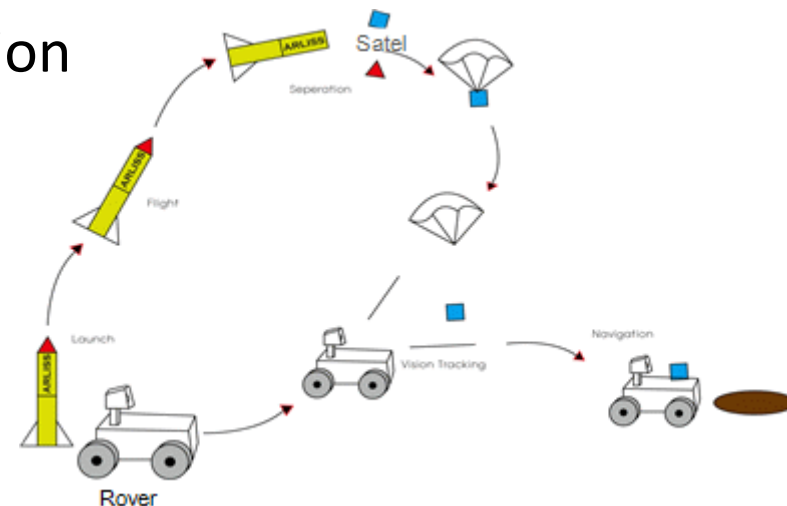 on
ARLISS
Satel
Seperation
ARLISS
Flight
Launch
ARLISS
Navigation
Vision Tracking
Rover